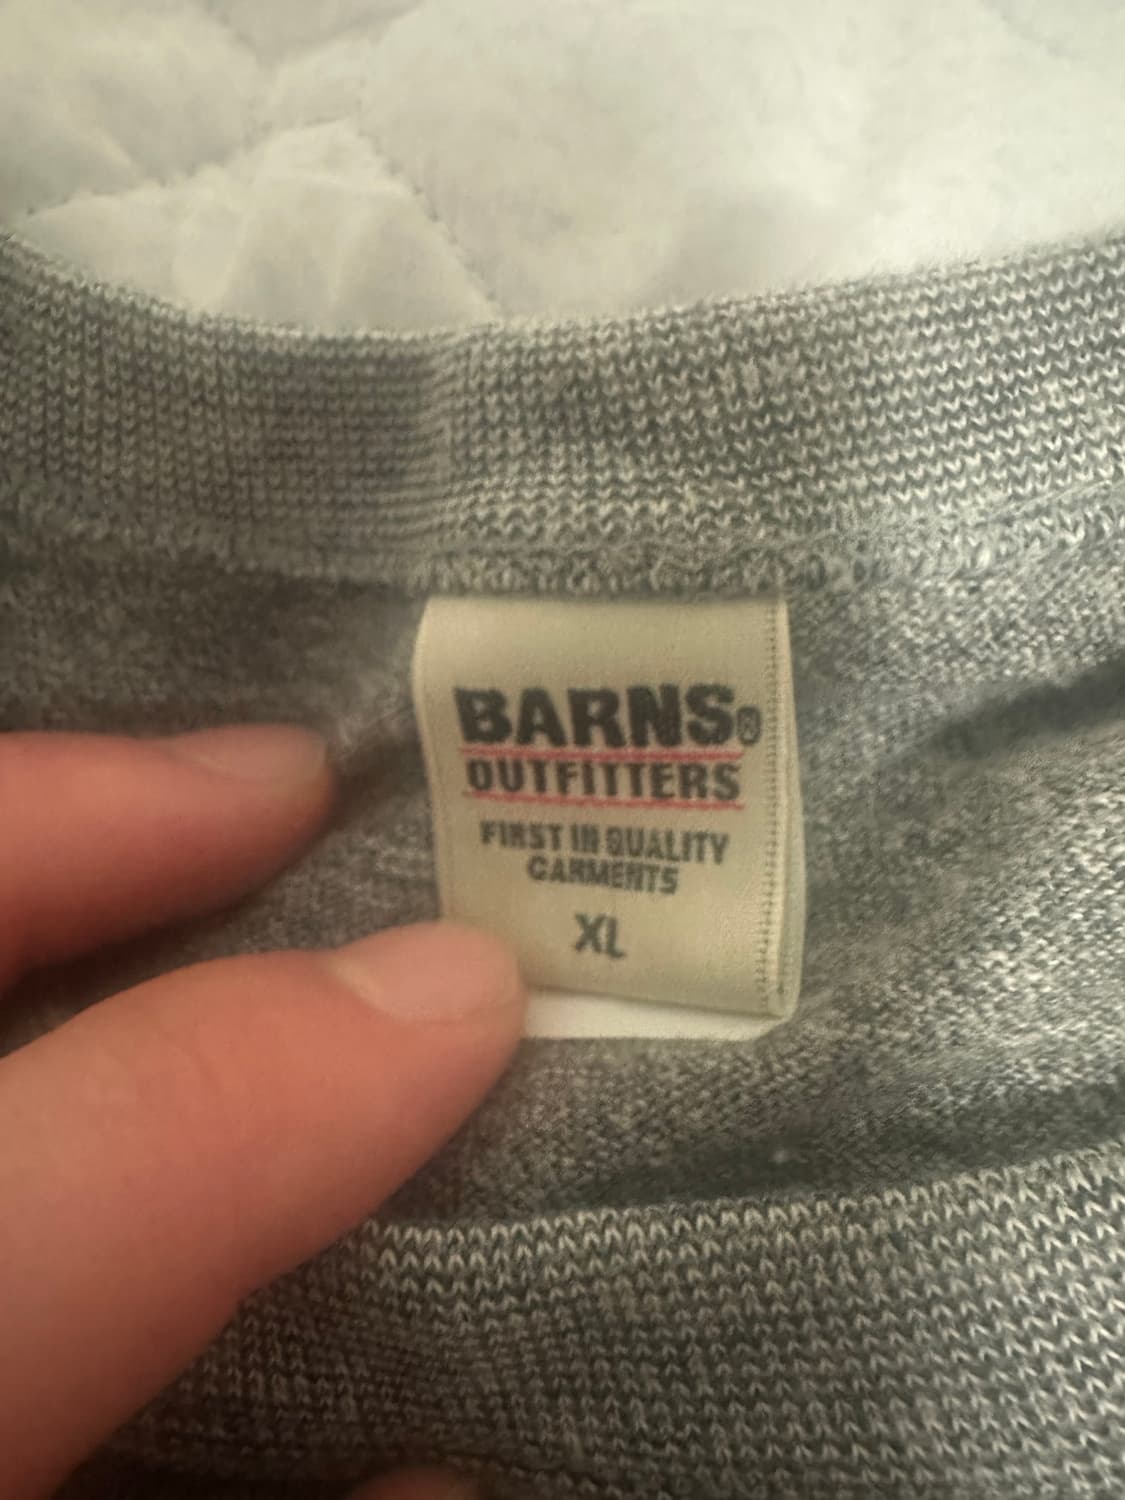 BARNS®
OUTFITTERS
FIRST IN QUALITY
GARMENTS
XL